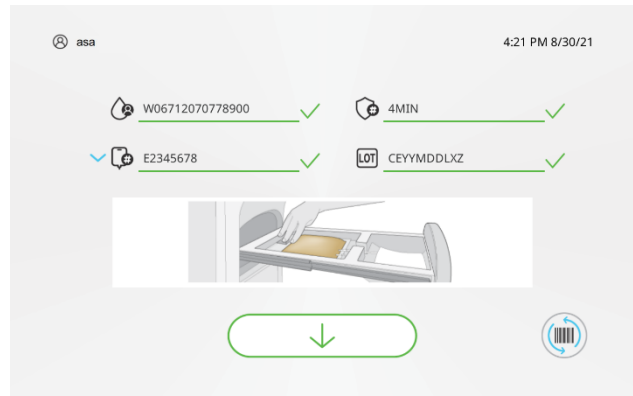 asa
4:21 PM 8/30/21
W06712070778900
4MIN
E2345678
LOT
CEYYMDDLXZ